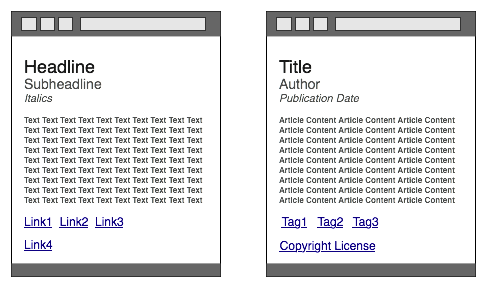 Headline
Subheadline
Italics
Text Text Text Text Text Text Text Text Text Text
Text Text Text Text Text Text Text Text Text Text
Text Text Text Text Text Text Text Text Text Text
Text Text Text Text Text Text Text Text Text Text
Text Text Text Text Text Text Text Text Text Text
Text Text Text Text Text Text Text Text Text Text
Text Text Text Text Text Text Text Text Text Text
Text Text Text Text Text Text Text Text Text Text
Text Text Text Text Text Text Text Text Text Text
Link1 Link2 Link3
Link4
Title
Author
Publication Date
Article Content Article Content Article Content
Article Content Article Content Article Content
Article Content Article Content Article Content
Article Content Article Content Article Content
Article Content Article Content Article Content
Article Content Article Content Article Content
Article Content Article Content Article Content
Article Content Article Content Article Content
Article Content Article Content Article Content
Tag1 Tag2 Tag3
Copyright License